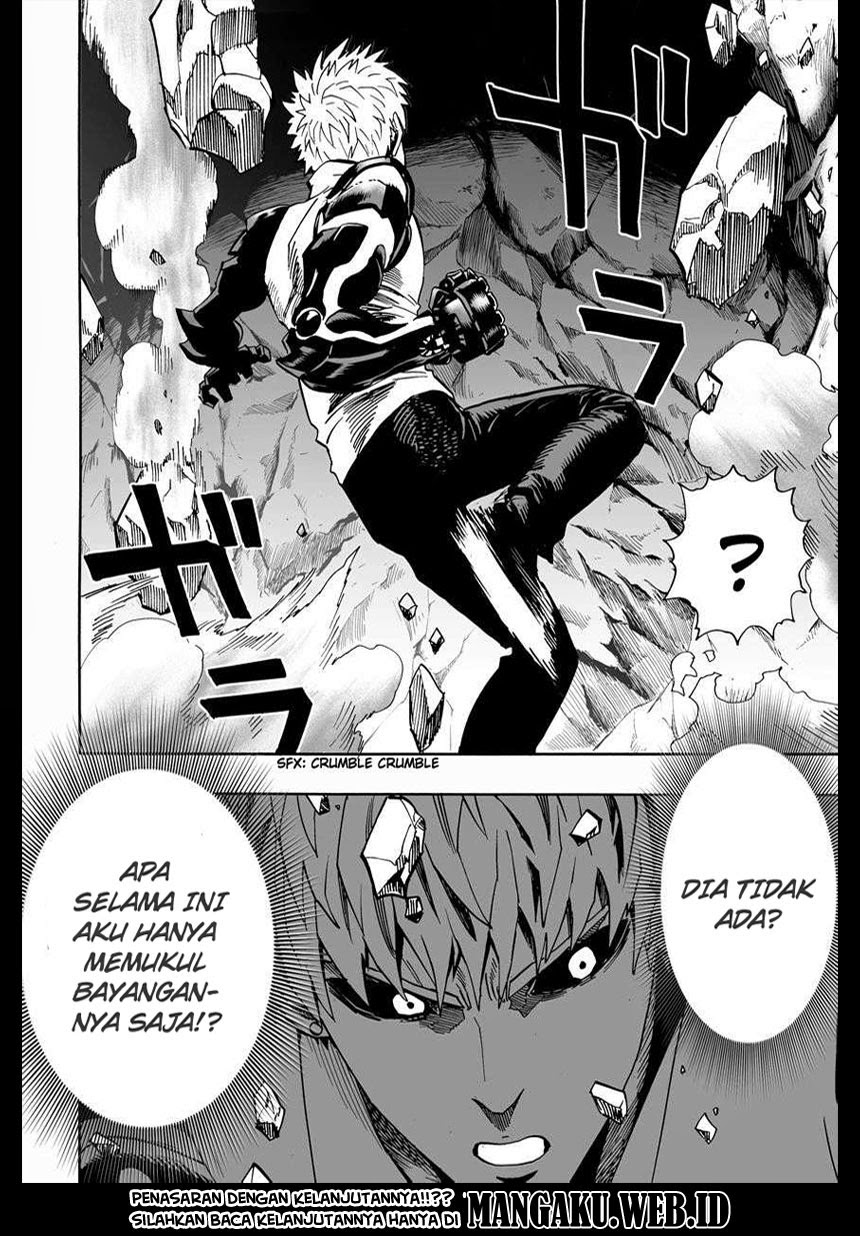 ガラ
ガラ
?
SFX: CRUMBLE CRUMBLE
DIA TIDAK
ADA?
APA
SELAMA INI
AKU HANYA
MEMUKUL
BAYANGAN-
NYA SAJA!?
PENASARAN DENGAN KELANJUTANNYA!!??
SILAHKAN BACA KELANJUTANNYA HANYA DI MANGAKU.WEB.ID